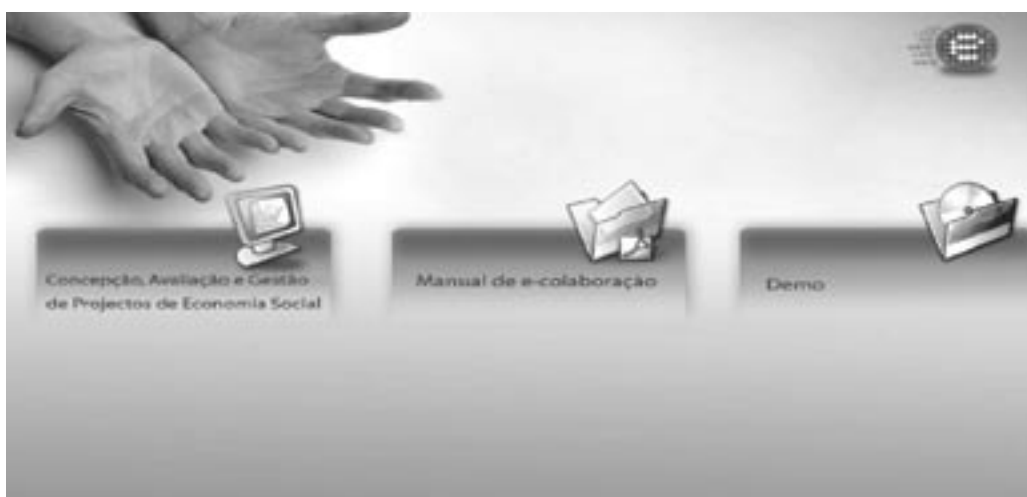 Concepção, Avaliação e Gestão
de Projectos de Economia Social
Manual de e-colaboração
Demo